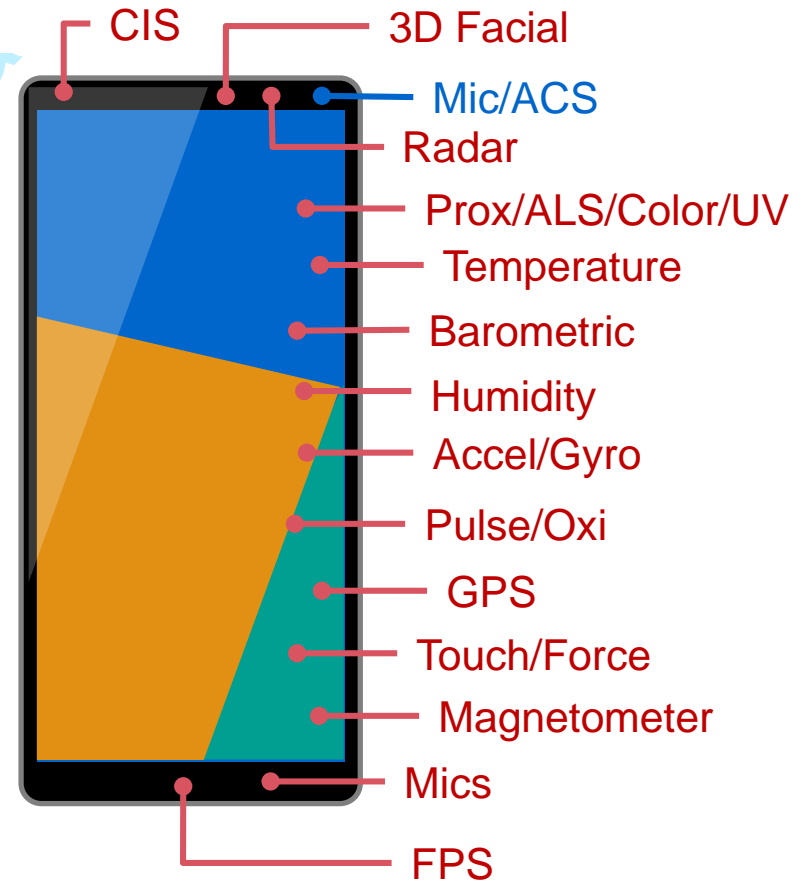 CIS
3D Facial
Mic/ACS
Radar
Prox/ALS/Color/UV
Temperature
Barometric
Humidity
Accel/Gyro
Pulse/Oxi
GPS
Touch/Force
Magnetometer
Mics
FPS